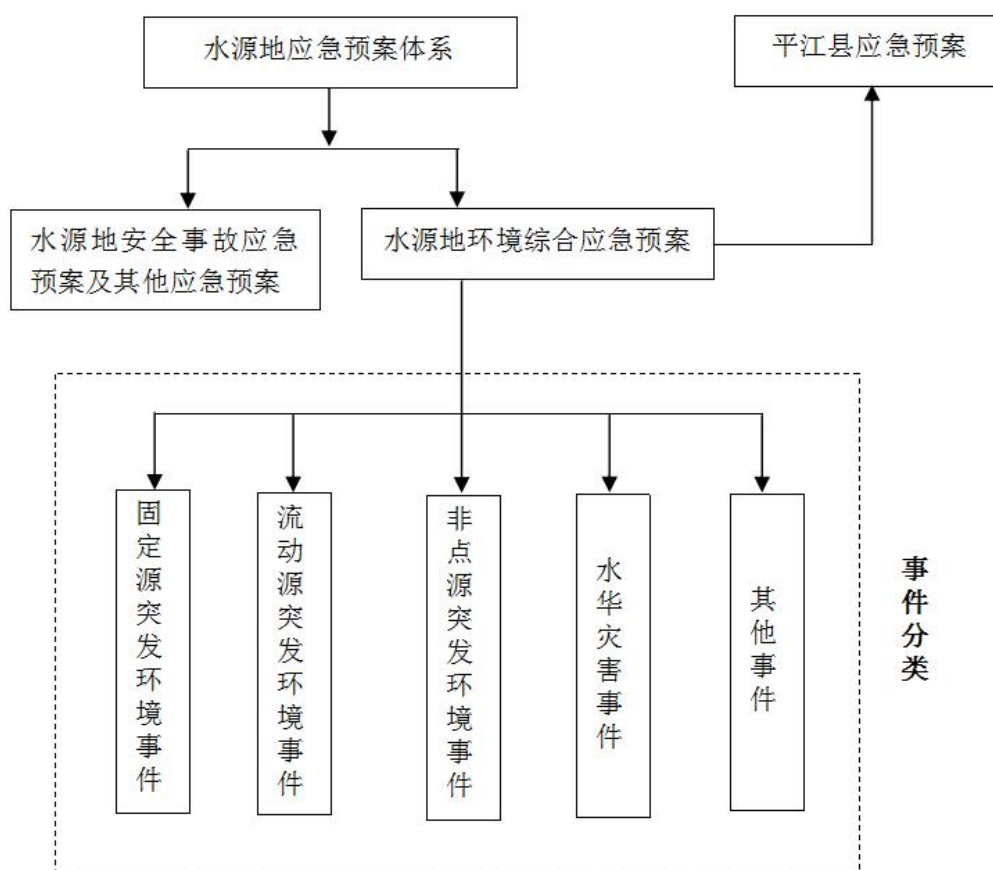 水源地应急预案体系
平江县应急预案
水源地安全事故应急
预案及其他应急预案
水源地环境综合应急预案
固定源突发环境事件
流动源突发环境事件
非点源突发环境事件
水华灾害事件
其他事件
事件分类